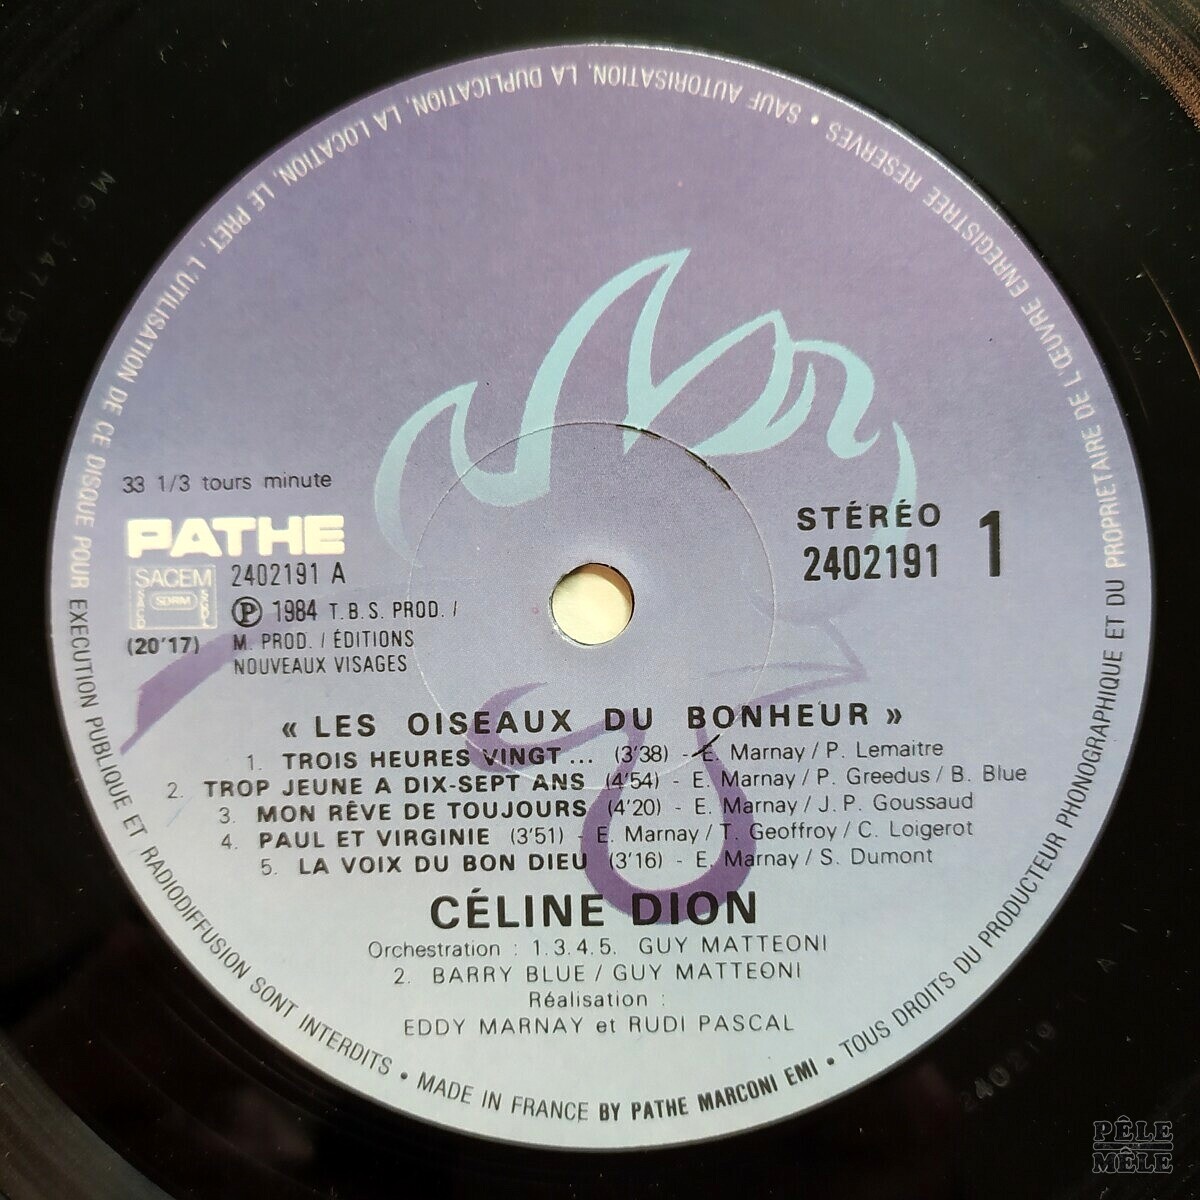 33 1/3 tours minute
PATHE
SACEM
SDRM
2402191 A
Ⓟ 1984 T.B.S. PROD. /
(20'17)
M. PROD. / ÉDITIONS
NOUVEAUX VISAGES
STÉRÉO
2402191
1
« LES OISEAUX DU BONHEUR »
1. TROIS HEURES VINGT... (3'38) - E. Marnay / P. Lemaitre
2. TROP JEUNE A DIX-SEPT ANS (4'54) - E. Marnay / P. Greedus / B. Blue
3. MON RÊVE DE TOUJOURS (4'20) - E. Marnay / J.P. Goussaud
4. PAUL ET VIRGINIE (3'51) - E. Marnay / T. Geoffroy / C. Loigerot
5. LA VOIX DU BON DIEU (3'16) - E. Marnay / S. Dumont
CÉLINE DION
Orchestration : 1.3.4.5. GUY MATTEONI
2. BARRY BLUE / GUY MATTEONI
Réalisation :
EDDY MARNAY et RUDI PASCAL
• MADE IN FRANCE BY PATHE MARCONI EMI • TOUS DROITS DU PRODUCTEUR PHONOGRAPHIQUE ET DU PROPRIETAIRE DE L'ŒUVRE ENREGISTREE RESERVES • SAUF AUTORISATION, LA DUPLICATION, LA LOCATION, LE PRET, L'UTILISATION DE CE DISQUE POUR EXECUTION PUBLIQUE ET RADIODIFFUSION SONT INTERDITS
PÊLE
MÊLE